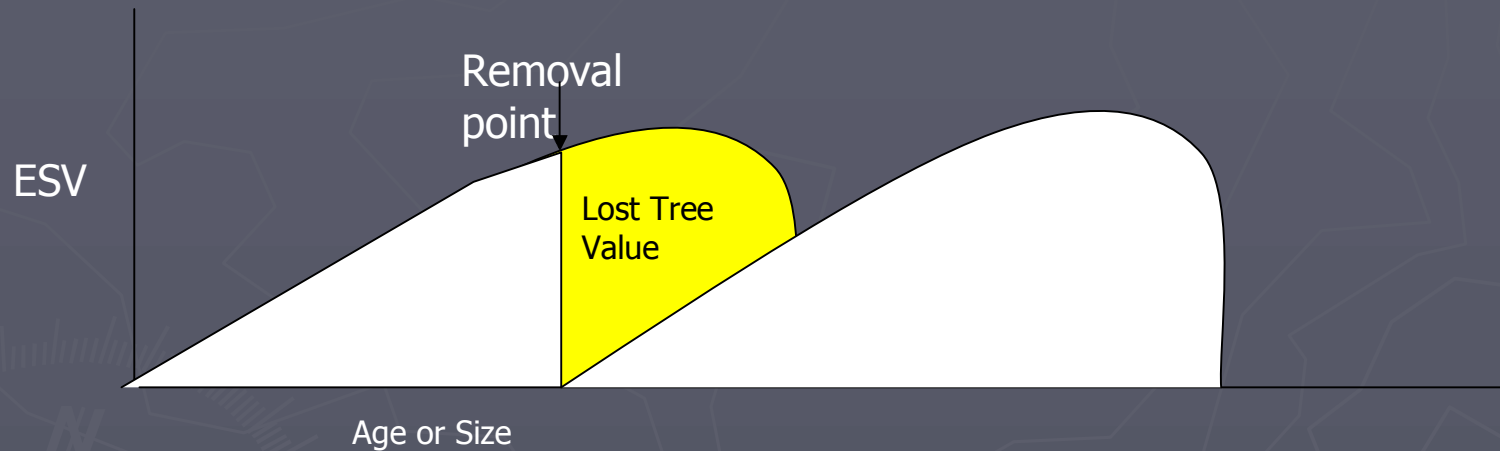 Removal
point
ESV
Lost Tree
Value
Age or Size
N